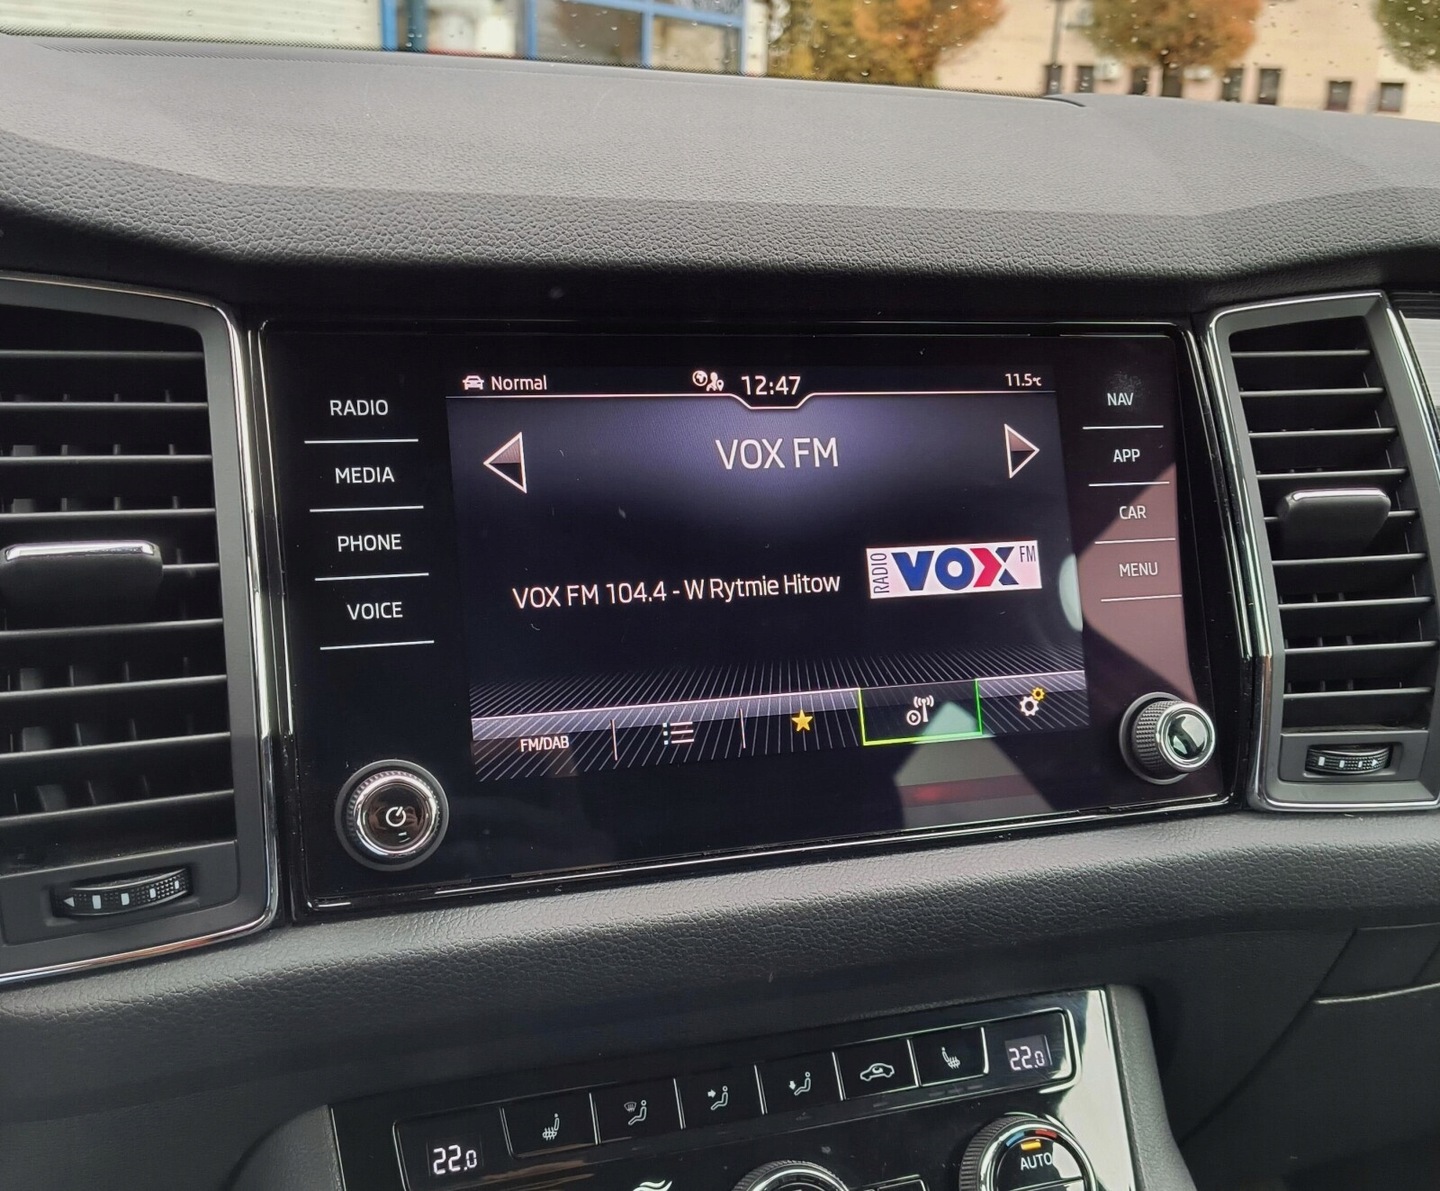 Normal
12:47
11.5°C
RADIO
MEDIA
PHONE
VOICE
VOX FM
VOX FM 104.4 - W Rytmie Hitow
RADIO VOX FM
FM/DAB
NAV
APP
CAR
MENU
22.0
22.0
AUTO